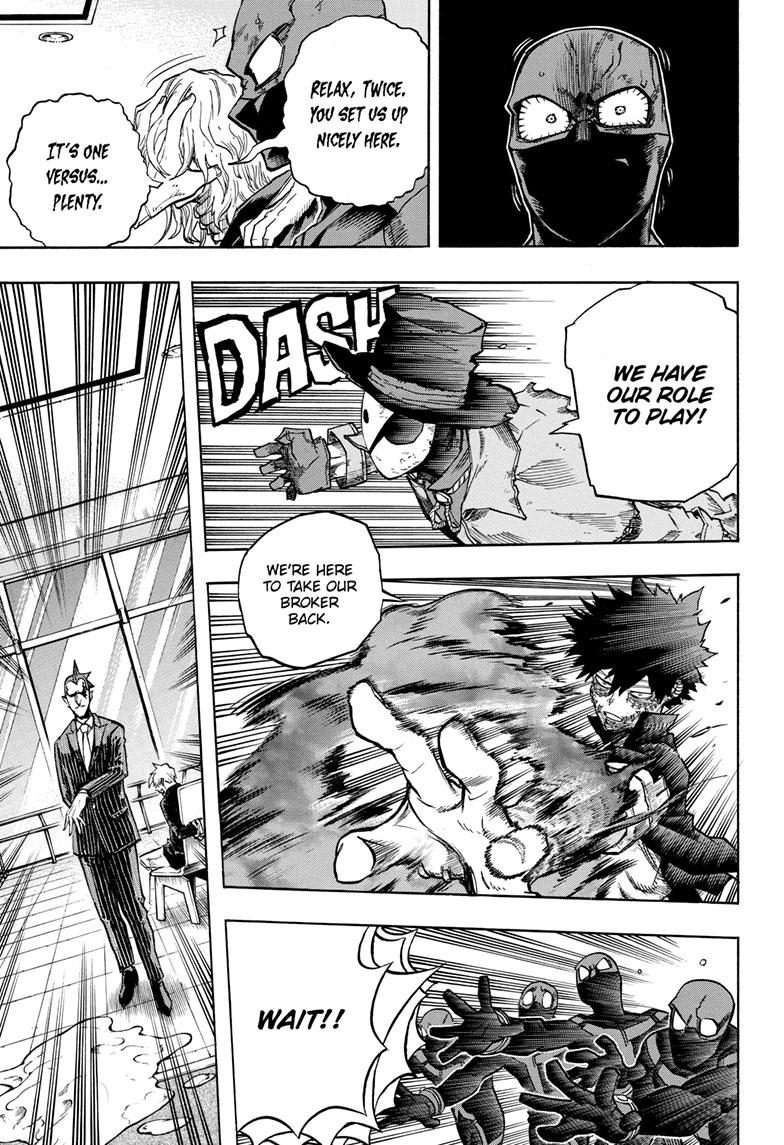 RELAX, TWICE.
YOU SET US UP
NICELY HERE.
IT'S ONE
VERSUS...
PLENTY.
DASH
WE HAVE
OUR ROLE
TO PLAY!
WE'RE HERE
TO TAKE OUR
BROKER
BACK.
WAIT!!